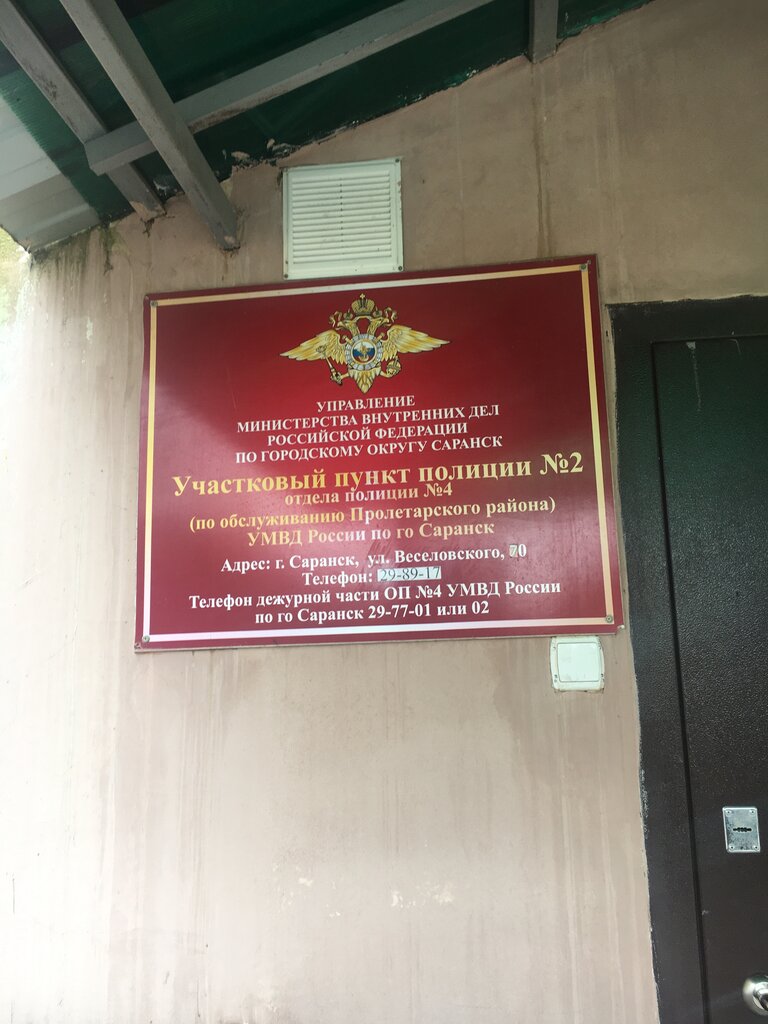 УПРАВЛЕНИЕ
МИНИСТЕРСТВА ВНУТРЕННИХ ДЕЛ
РОССИЙСКОЙ ФЕДЕРАЦИИ
ПО ГОРОДСКОМУ ОКРУГУ САРАНСК
Участковый пункт полиции №2
отдела полиции №4
(по обслуживанию Пролетарского района)
УМВД России по го Саранск
Адрес: г. Саранск, ул. Веселовского, 70
Телефон: 29-89-17
Телефон дежурной части ОП №4 УМВД России
по го Саранск 29-77-01 или 02